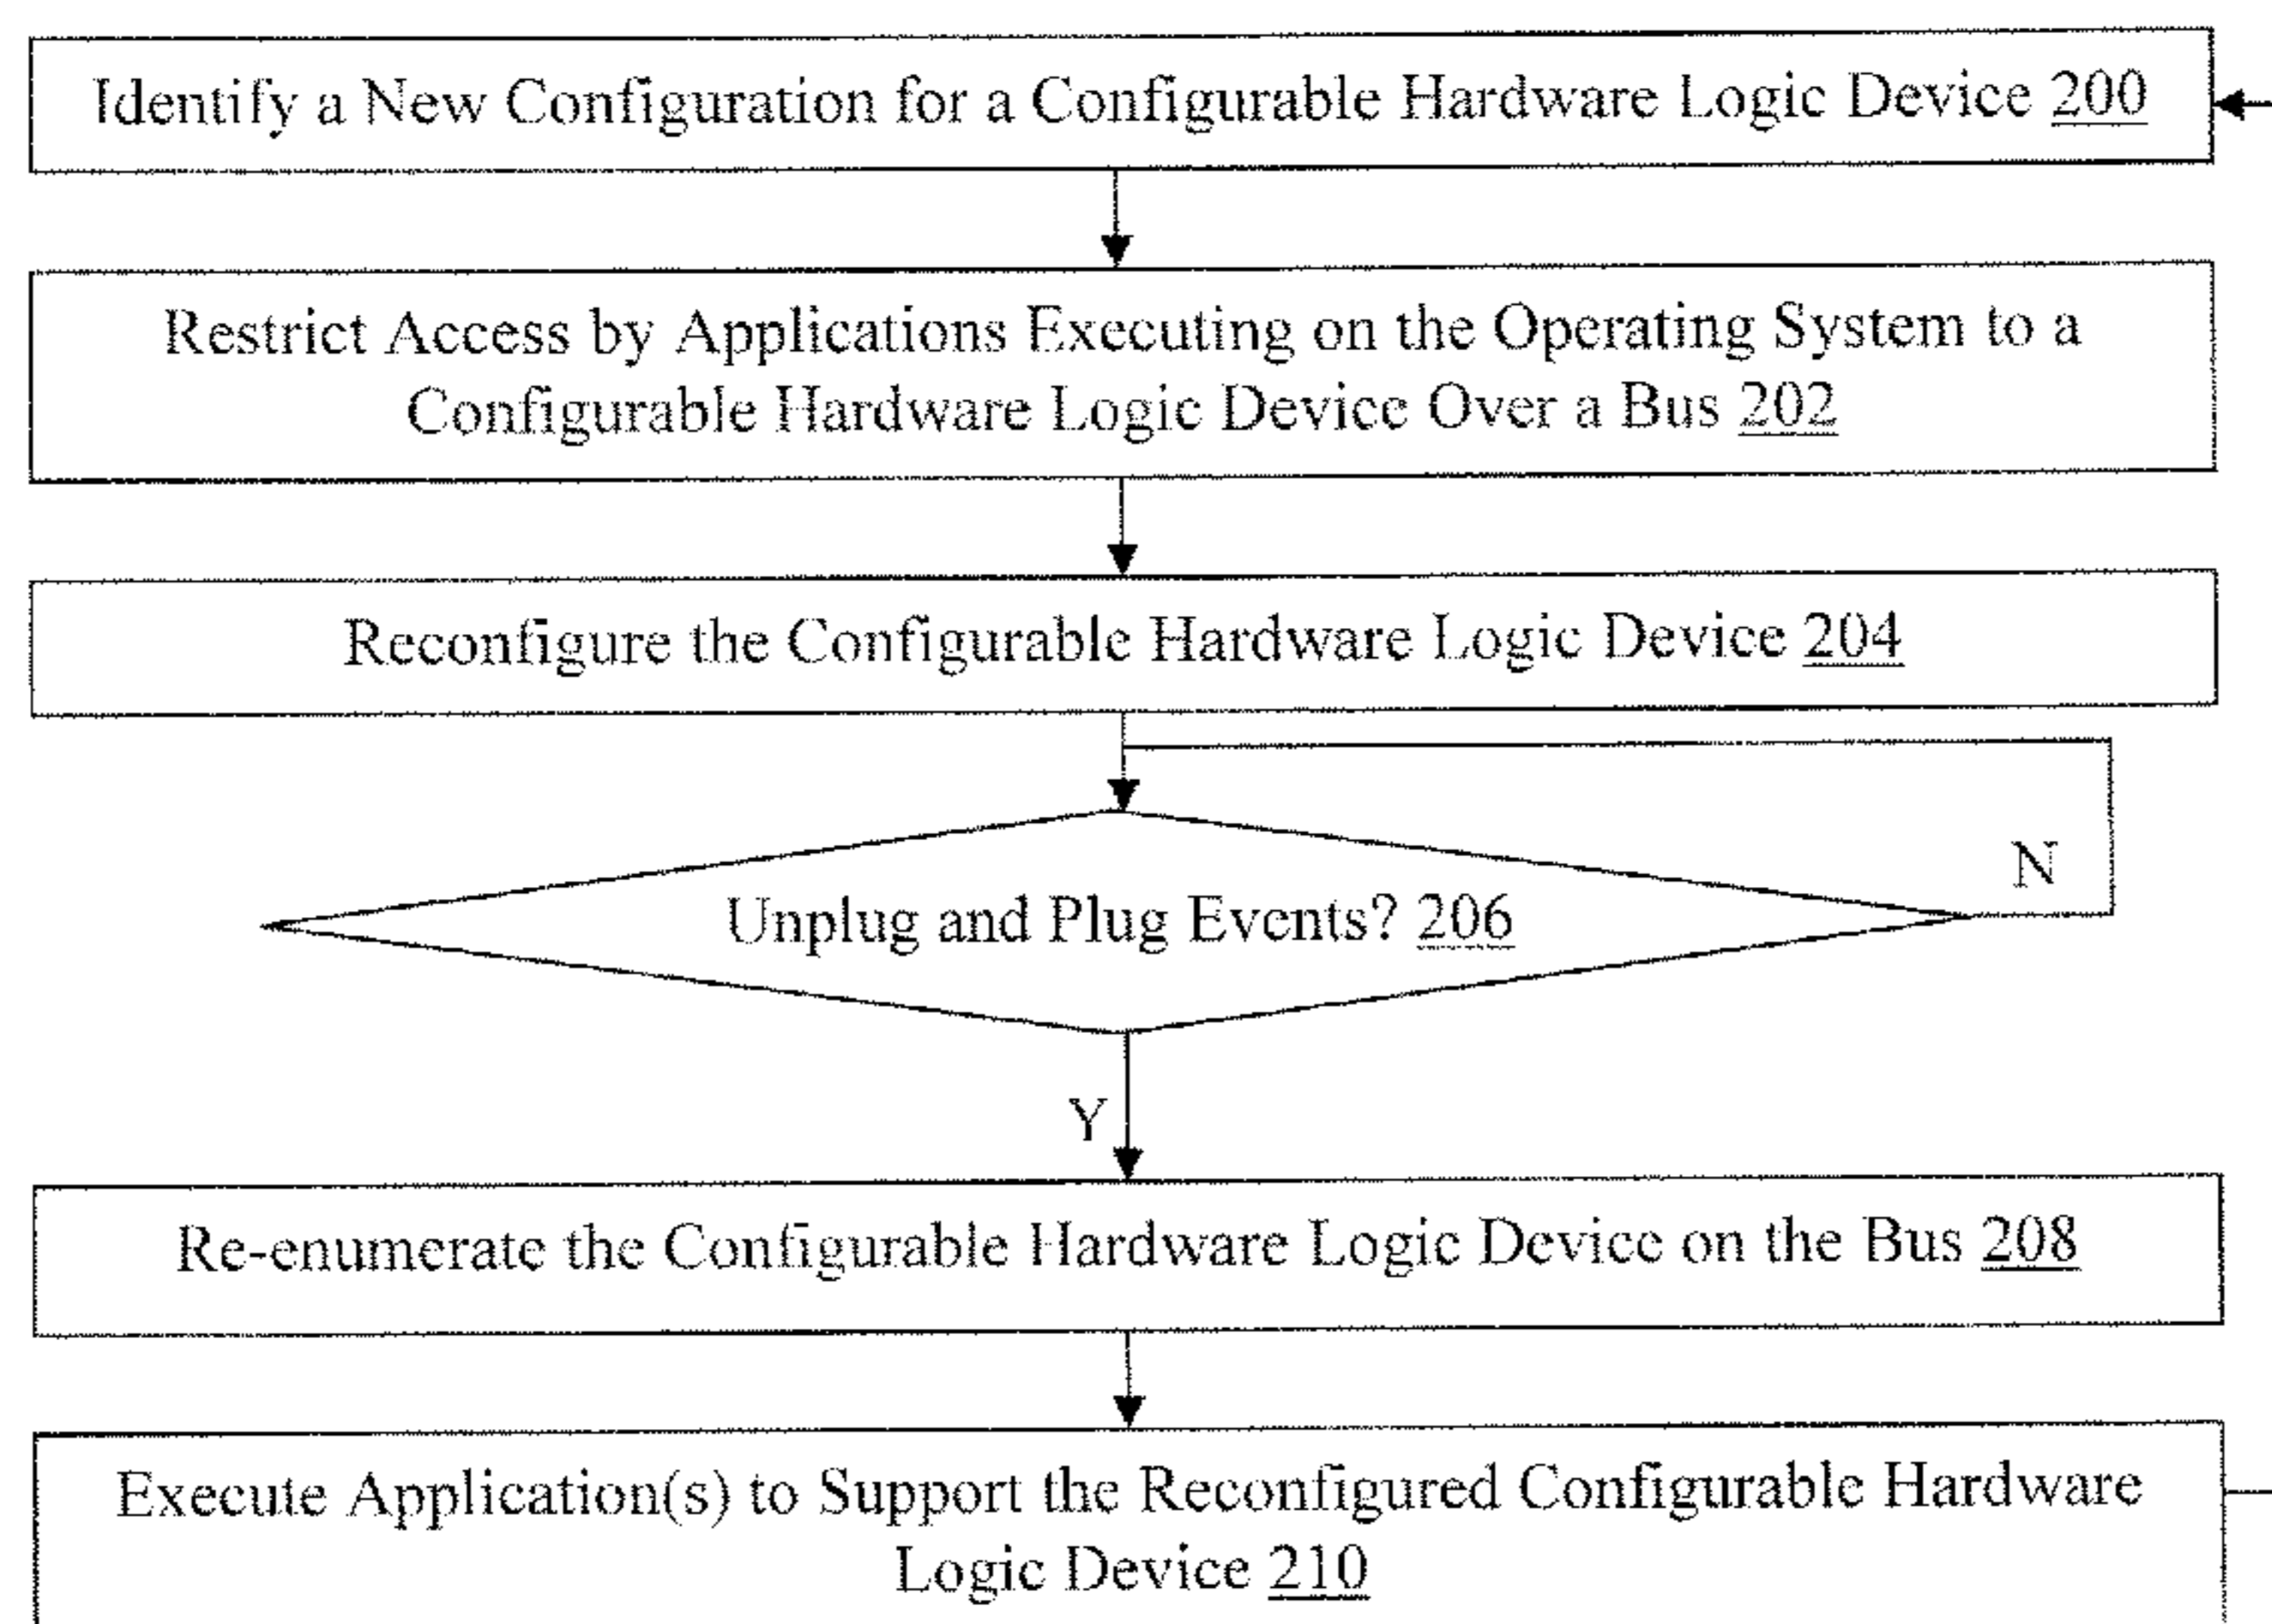 Identify a New Configuration for a Configurable Hardware Logic Device 200
Restrict Access by Applications Executing on the Operating System to a
Configurable Hardware Logic Device Over a Bus 202
Reconfigure the Configurable Hardware Logic Device 204
N
Unplug and Plug Events? 206
Y
Re-enumerate the Configurable Hardware Logic Device on the Bus 208
Execute Application(s) to Support the Reconfigured Configurable Hardware
Logic Device 210